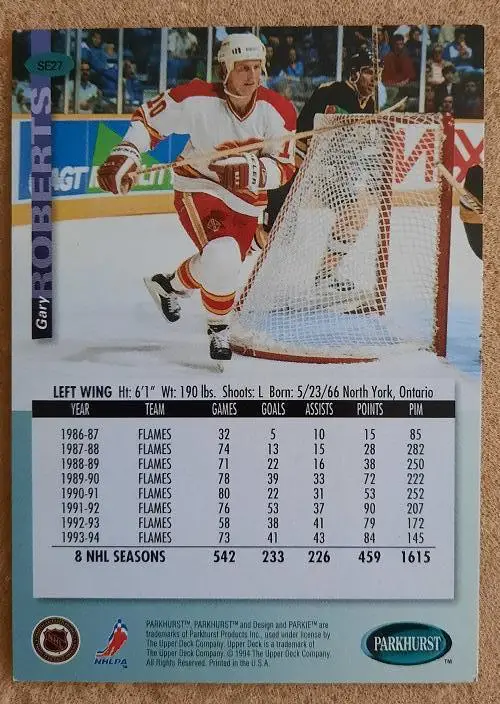 SE27
Gary ROBERTS
10
AGT
LEFT WING Ht: 6'1" Wt: 190 lbs. Shoots: L Born: 5/23/66 North York, Ontario
YEAR TEAM GAMES GOALS ASSISTS POINTS PIM
1986-87 FLAMES 32 5 10 15 85
1987-88 FLAMES 74 13 15 28 282
1988-89 FLAMES 71 22 16 38 250
1989-90 FLAMES 78 39 33 72 222
1990-91 FLAMES 80 22 31 53 252
1991-92 FLAMES 76 53 37 90 207
1992-93 FLAMES 58 38 41 79 172
1993-94 FLAMES 73 41 43 84 145
8 NHL SEASONS 542 233 226 459 1615
NHL
NHLPA
PARKHURST™, PARKHURST and Design and PARKIE™ are
trademarks of Parkhurst Products Inc., used under license by
The Upper Deck Company. Upper Deck is a trademark of
The Upper Deck Company. © 1994 The Upper Deck Company.
All Rights Reserved. Printed in the U.S.A.
PARKHURST
™